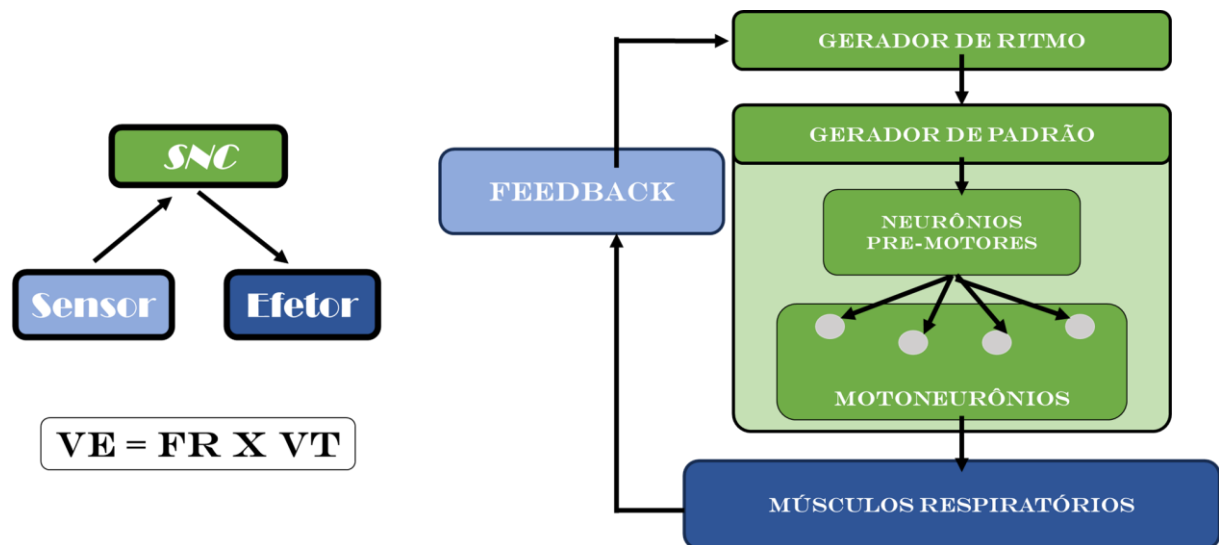 SNC
Sensor
Efetor
VE = FR X VT
GERADOR DE RITMO
GERADOR DE PADRÃO
FEEDBACK
NEURÔNIOS
PRE-MOTORES
MOTONEURÔNIOS
MÚSCULOS RESPIRATÓRIOS